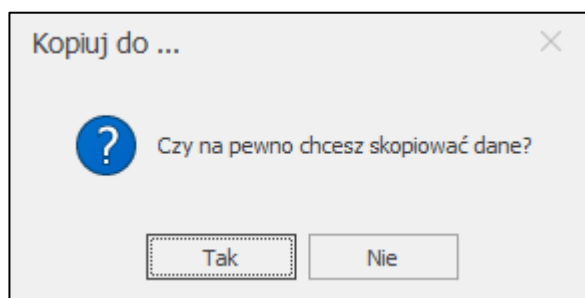 Kopiuj do ...
Czy na pewno chcesz skopiować dane?
Tak
Nie